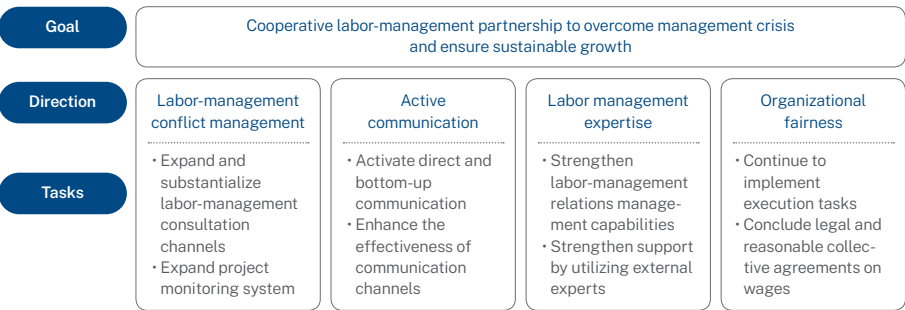 Goal
Cooperative labor-management partnership to overcome management crisis
and ensure sustainable growth
Direction
Labor-management
conflict management
Active
communication
Labor management
expertise
Organizational
fairness
Tasks
• Expand and
substantialize
labor-management
consultation
channels
• Expand project
monitoring system
• Activate direct and
bottom-up
communication
• Enhance the
effectiveness of
communication
channels
• Strengthen
labor-management
relations manage-
ment capabilities
• Strengthen support
by utilizing external
experts
• Continue to
implement
execution tasks
• Conclude legal and
reasonable collec-
tive agreements on
wages